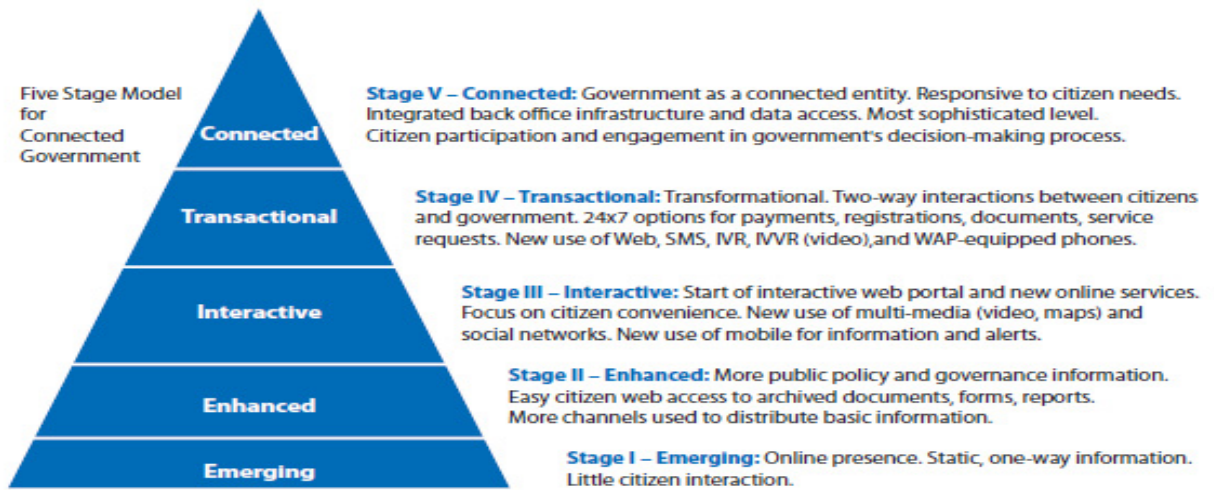 Five Stage Model
for
Connected
Government
Connected
Stage V – Connected: Government as a connected entity. Responsive to citizen needs.
Integrated back office infrastructure and data access. Most sophisticated level.
Citizen participation and engagement in government's decision-making process.
Transactional
Stage IV – Transactional: Transformational. Two-way interactions between citizens
and government. 24x7 options for payments, registrations, documents, service
requests. New use of Web, SMS, IVR, IVVR (video),and WAP-equipped phones.
Interactive
Stage III – Interactive: Start of interactive web portal and new online services.
Focus on citizen convenience. New use of multi-media (video, maps) and
social networks. New use of mobile for information and alerts.
Enhanced
Stage II – Enhanced: More public policy and governance information.
Easy citizen web access to archived documents, forms, reports.
More channels used to distribute basic information.
Emerging
Stage I – Emerging: Online presence. Static, one-way information.
Little citizen interaction.